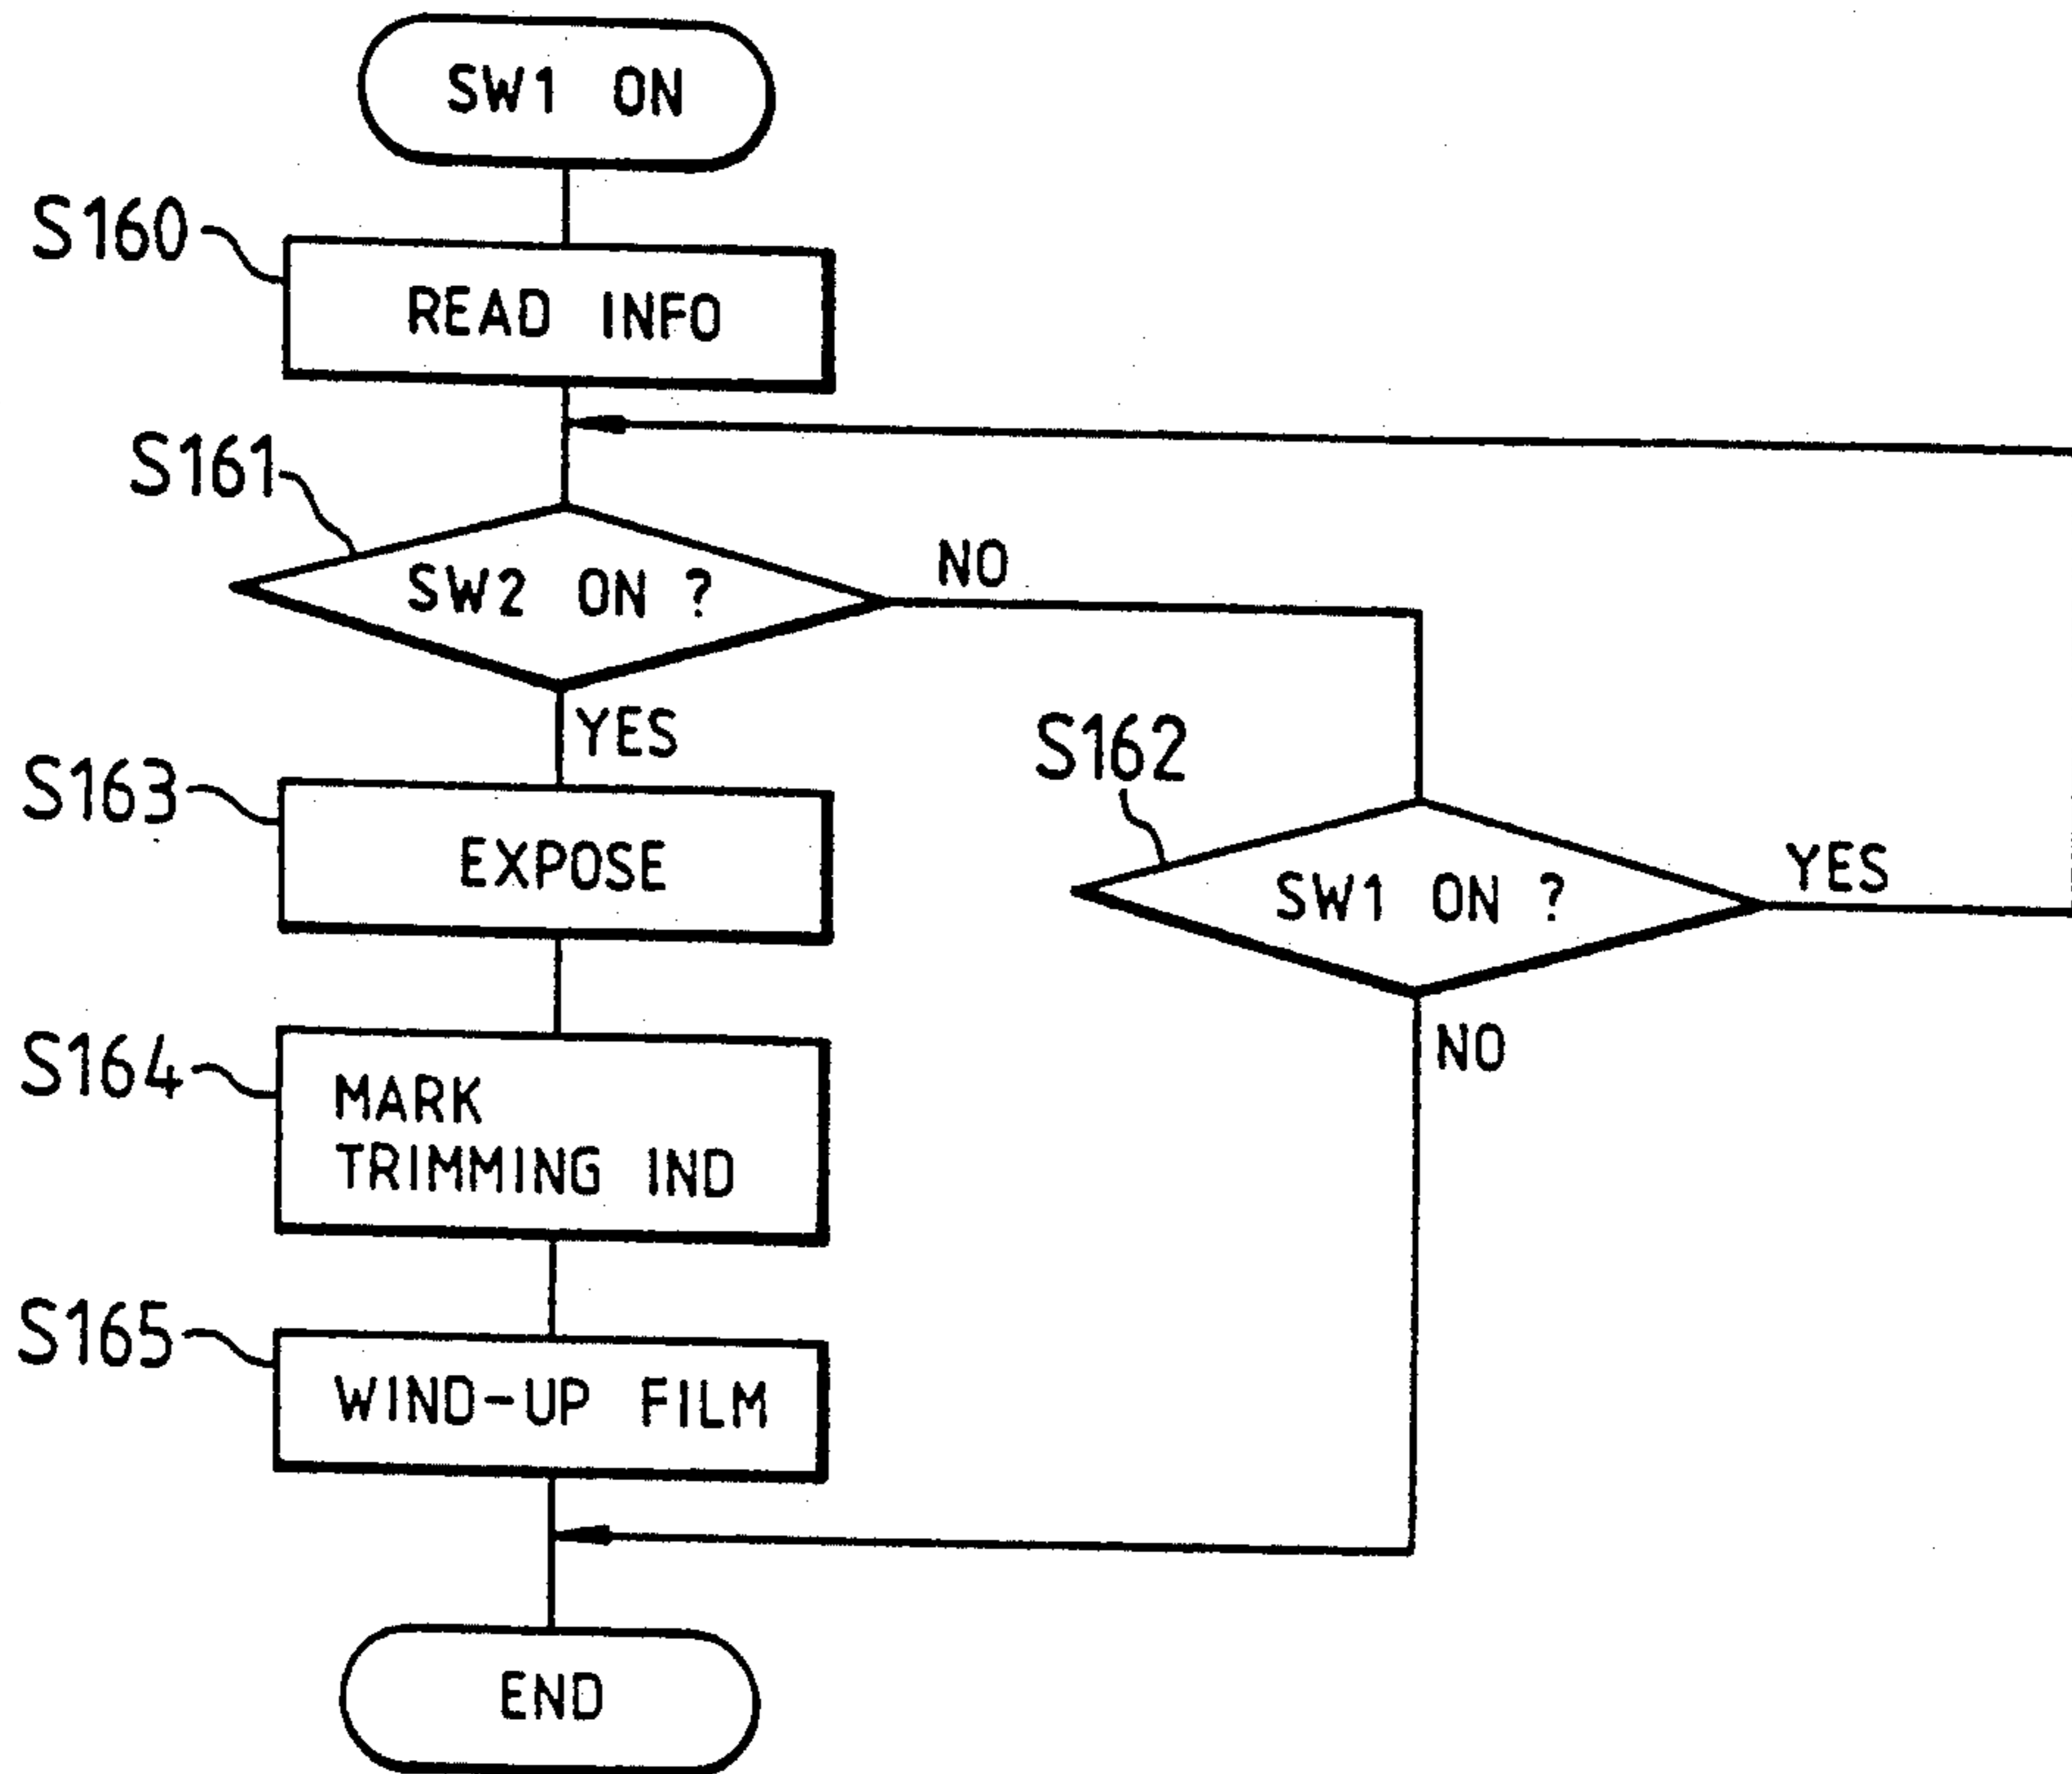 SW1 ON
S160
READ INFO
S161
SW2 ON ?
NO
YES
S162
S163
EXPOSE
SW1 ON ?
YES
NO
S164
MARK
TRIMMING IND
S165
WIND-UP FILM
END